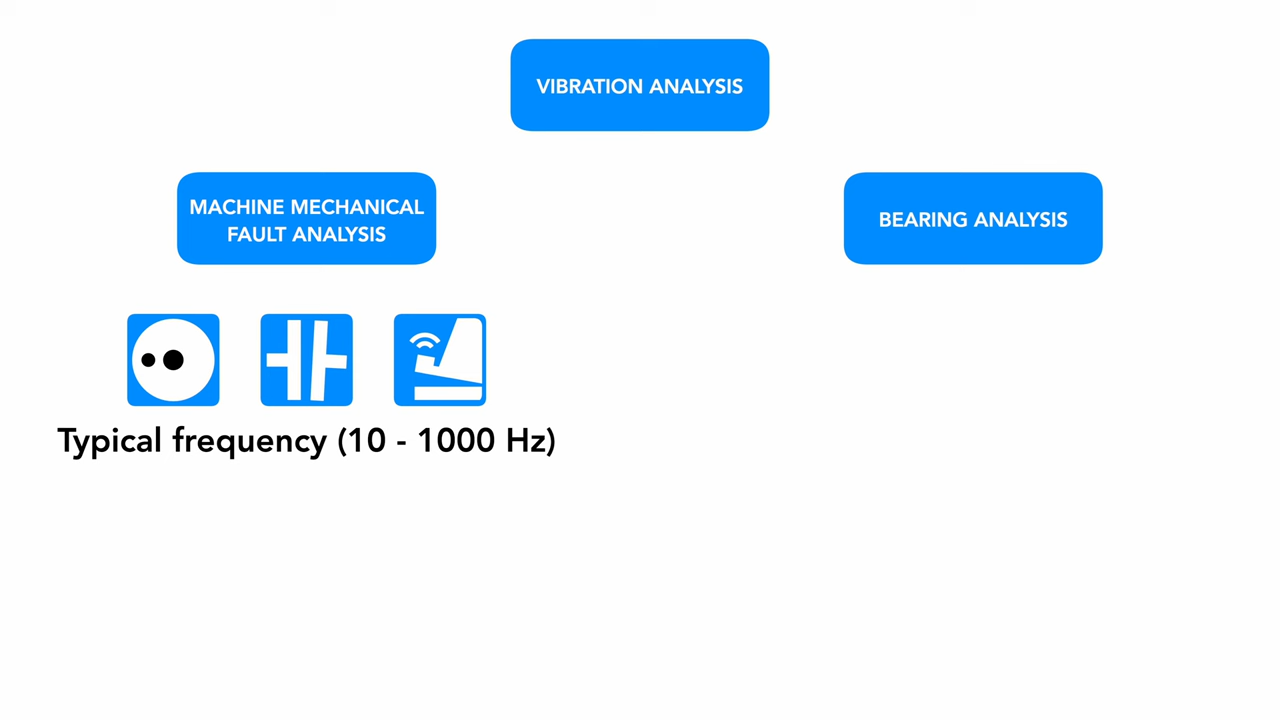 VIBRATION ANALYSIS
MACHINE MECHANICAL
FAULT ANALYSIS
BEARING ANALYSIS
Typical frequency (10 - 1000 Hz)